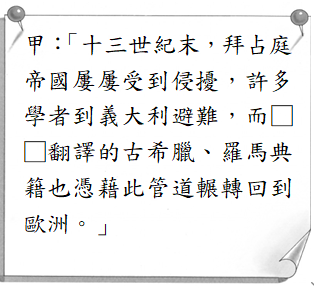 甲：「十三世紀末，拜占庭
帝國屢屢受到侵擾，許多
學者到義大利避難，而□
□翻譯的古希臘、羅馬典
籍也憑藉此管道輾轉回到
歐洲。」